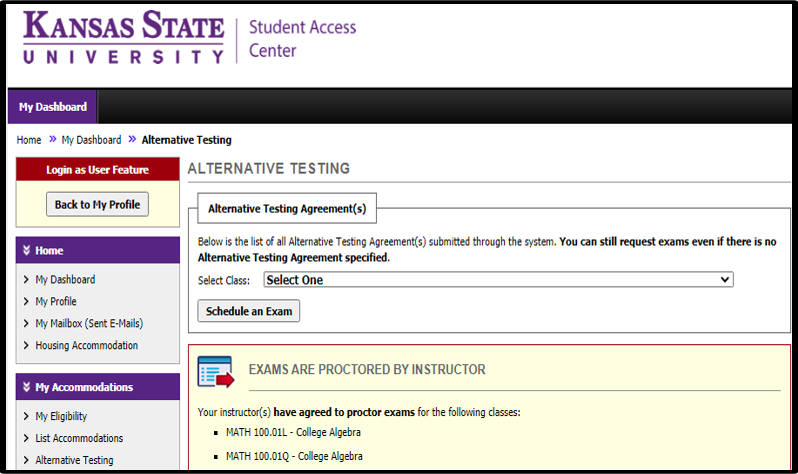 KANSAS STATE
UNIVERSITY
Student Access
Center
My Dashboard
Home » My Dashboard » Alternative Testing
Login as User Feature
Back to My Profile
Home
My Dashboard
My Profile
My Mailbox (Sent E-Mails)
Housing Accommodation
My Accommodations
My Eligibility
List Accommodations
Alternative Testing
ALTERNATIVE TESTING
Alternative Testing Agreement(s)
Below is the list of all Alternative Testing Agreement(s) submitted through the system. You can still request exams even if there is no
Alternative Testing Agreement specified.
Select Class: Select One
Schedule an Exam
EXAMS ARE PROCTORED BY INSTRUCTOR
Your instructor(s) have agreed to proctor exams for the following classes:
MATH 100.01L - College Algebra
MATH 100.01Q - College Algebra